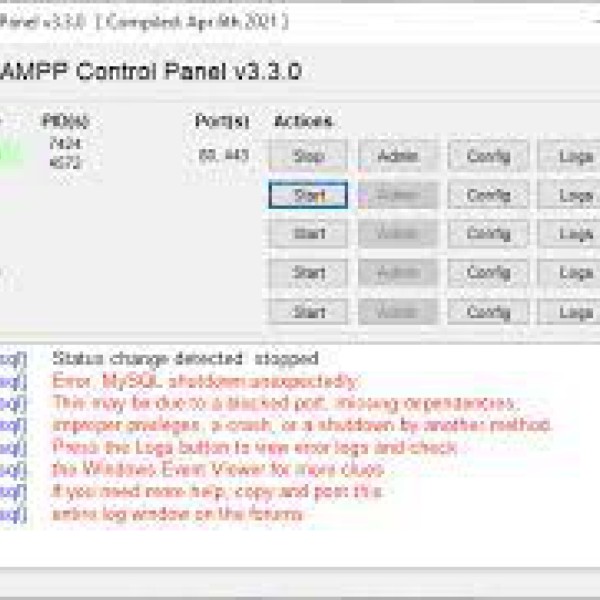 Panel v3.3.0 [ Compiled: Apr 6th 2021 ]
AMPP Control Panel v3.3.0
PID(s) Port(s) Actions
7424
4572
80, 443 Stop Admin Config Logs
Start Admin Config Logs
Start Admin Config Logs
Start Admin Config Logs
Start Admin Config Logs
sql] Status change detected: stopped
sql] Error: MySQL shutdown unexpectedly.
sql] This may be due to a blocked port, missing dependencies,
sql] improper privileges, a crash, or a shutdown by another method.
sql] Press the Logs button to view error logs and check
sql] the Windows Event Viewer for more clues
sql] If you need more help, copy and post this
sql] entire log window on the forums